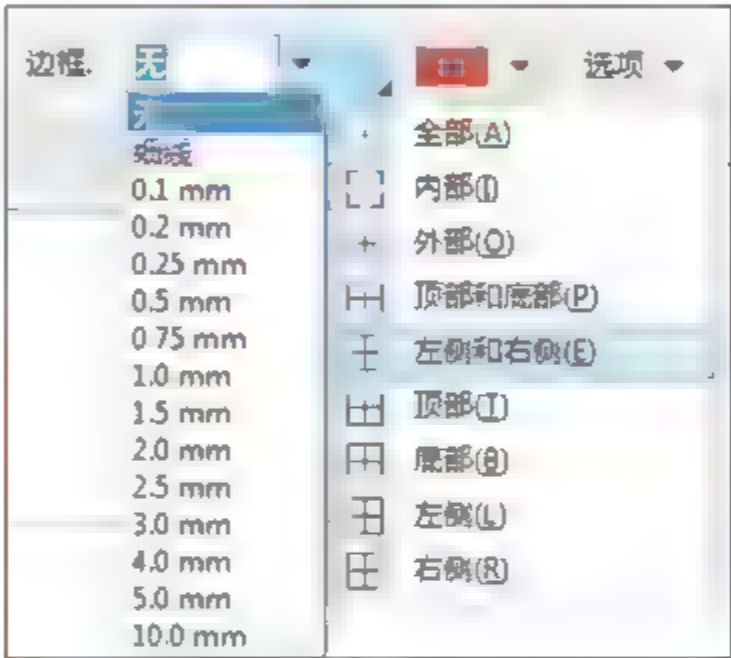 边框. 无 选项
无
细线
0.1 mm
0.2 mm
0.25 mm
0.5 mm
0.75 mm
1.0 mm
1.5 mm
2.0 mm
2.5 mm
3.0 mm
4.0 mm
5.0 mm
10.0 mm
全部(A)
内部(I)
外部(O)
顶部和底部(P)
左侧和右侧(E)
顶部(T)
底部(B)
左侧(L)
右侧(R)